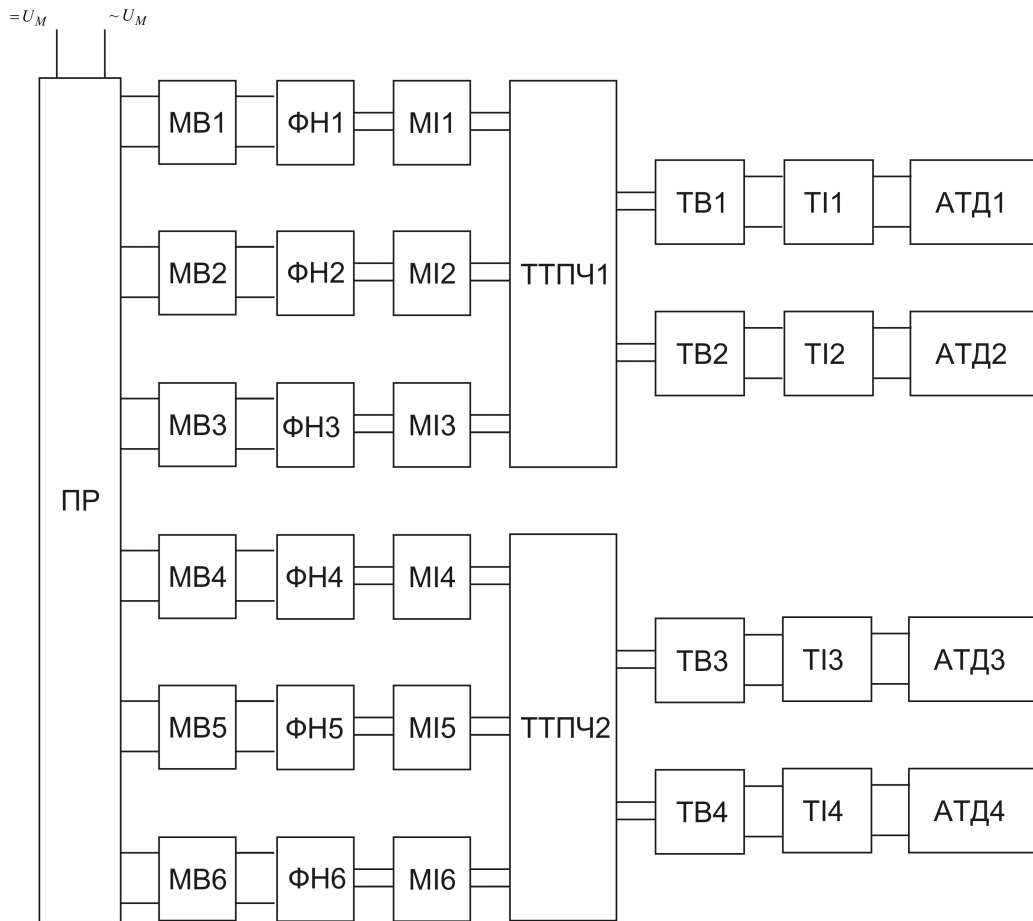 =U_M ~U_M
МВ1 ФН1 МІ1
ТВ1 ТІ1 АТД1
МВ2 ФН2 МІ2 ТТПЧ1
ТВ2 ТІ2 АТД2
МВ3 ФН3 МІ3
ПР
МВ4 ФН4 МІ4
ТВ3 ТІ3 АТД3
МВ5 ФН5 МІ5 ТТПЧ2
ТВ4 ТІ4 АТД4
МВ6 ФН6 МІ6